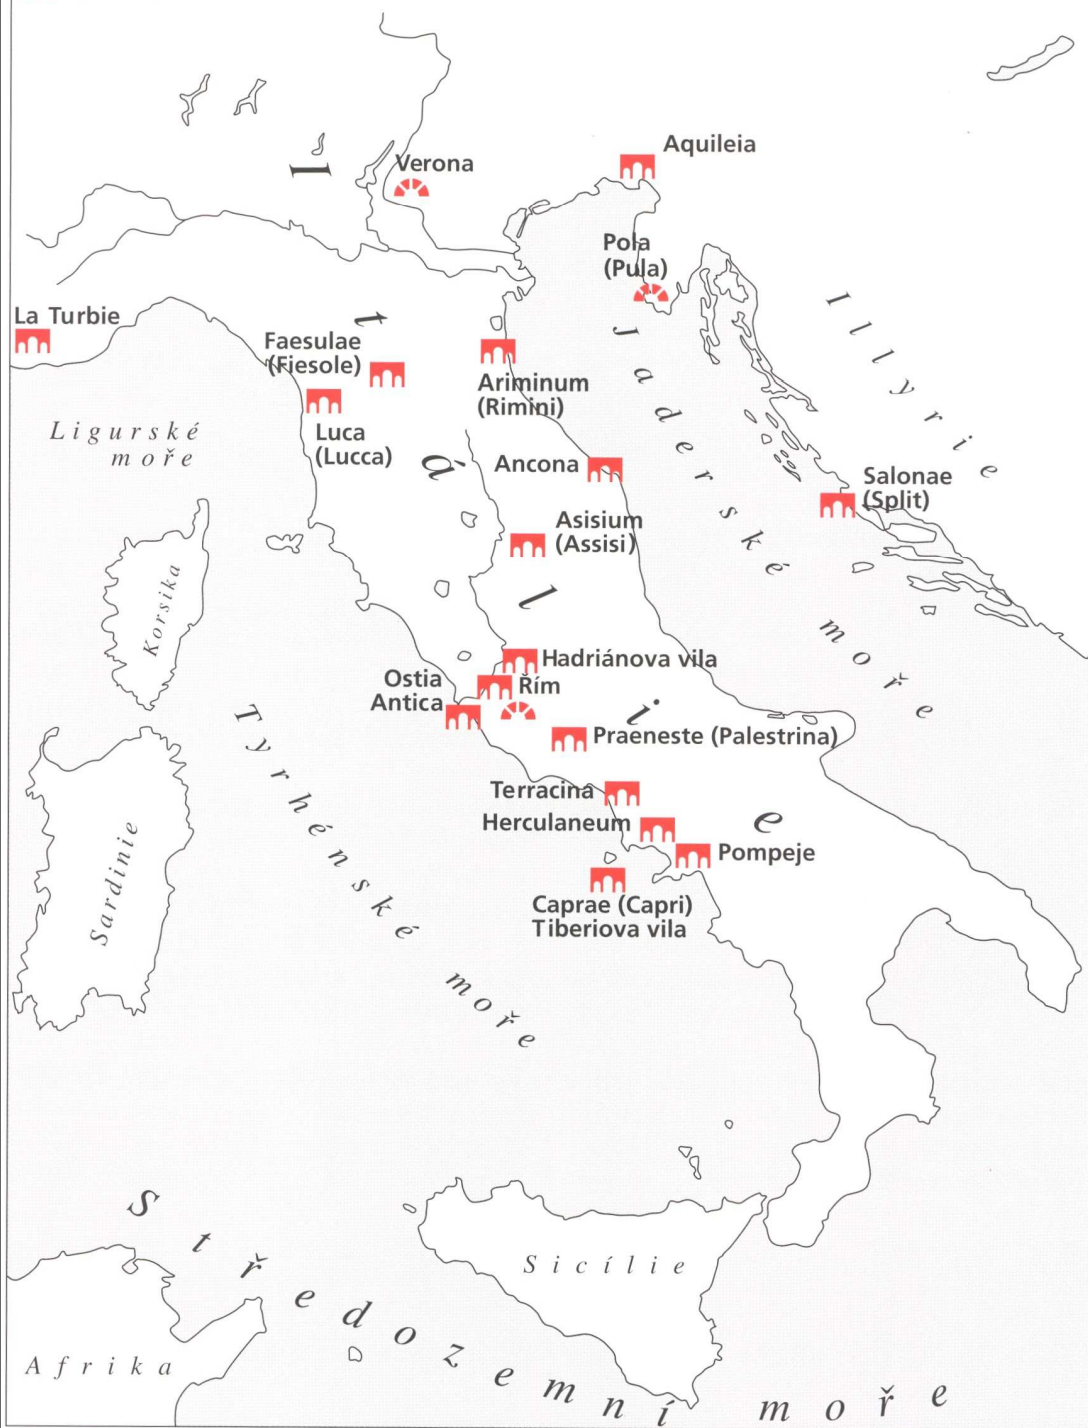 Aquileia
Verona
Pola
(Pula)
La Turbie
Faesulae
(Fiesole)
Ariminum
(Rimini)
Luca
(Lucca)
Ligurské
moře
Illyrie
Ancona
Salonae
(Split)
Asisium
(Assisi)
Jaderské moře
Korsika
Itálie
Hadriánova vila
Ostia
Antica
Řím
Praeneste (Palestrina)
Terracina
Herculaneum
Pompeje
Caprae (Capri)
Tiberiova vila
Sardinie
Tyrhénské moře
Sicílie
Afrika
Středozemní moře